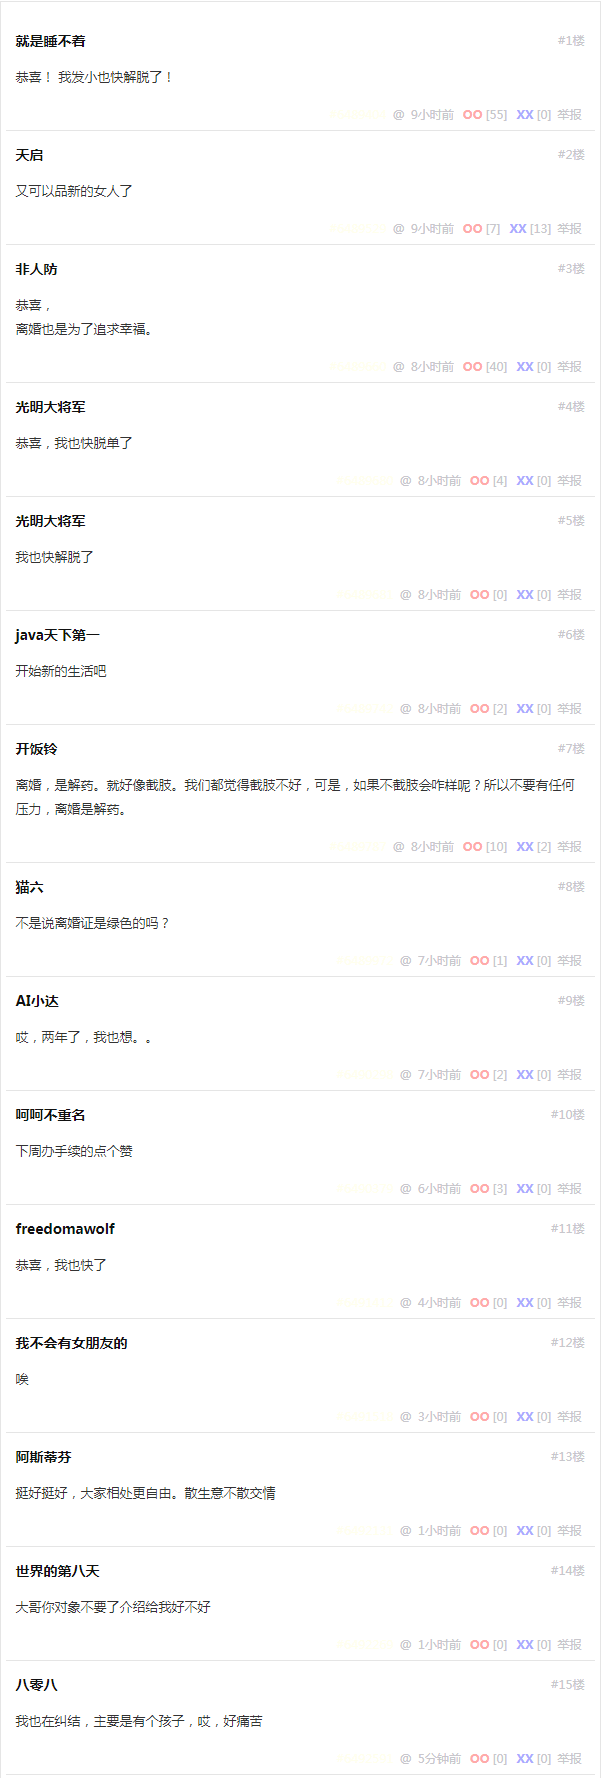 就是睡不着 #1楼
恭喜！ 我发小也快解脱了！
@ 9小时前 OO [55] XX [0] 举报
天启 #2楼
又可以品新的女人了
@ 9小时前 OO [7] XX [13] 举报
非人防 #3楼
恭喜，
离婚也是为了追求幸福。
@ 8小时前 OO [40] XX [0] 举报
光明大将军 #4楼
恭喜，我也快脱单了
@ 8小时前 OO [4] XX [0] 举报
光明大将军 #5楼
我也快解脱了
@ 8小时前 OO [0] XX [0] 举报
java天下第一 #6楼
开始新的生活吧
@ 8小时前 OO [2] XX [0] 举报
开饭铃 #7楼
离婚，是解药。就好像截肢。我们都觉得截肢不好，可是，如果不截肢会咋样呢？所以不要有任何
压力，离婚是解药。
@ 8小时前 OO [10] XX [2] 举报
猫六 #8楼
不是说离婚证是绿色的吗？
@ 7小时前 OO [1] XX [0] 举报
AI小达 #9楼
哎，两年了，我也想。。
@ 7小时前 OO [2] XX [0] 举报
呵呵不重名 #10楼
下周办手续的点个赞
@ 6小时前 OO [3] XX [0] 举报
freedomawolf #11楼
恭喜，我也快了
@ 4小时前 OO [0] XX [0] 举报
我不会有女朋友的 #12楼
唉
@ 3小时前 OO [0] XX [0] 举报
阿斯蒂芬 #13楼
挺好挺好，大家相处更自由。散生意不散交情
@ 1小时前 OO [0] XX [0] 举报
世界的第八天 #14楼
大哥你对象不要了介绍给我好不好
@ 1小时前 OO [0] XX [0] 举报
八零八 #15楼
我也在纠结，主要是有个孩子，哎，好痛苦
@ 5分钟前 OO [0] XX [0] 举报